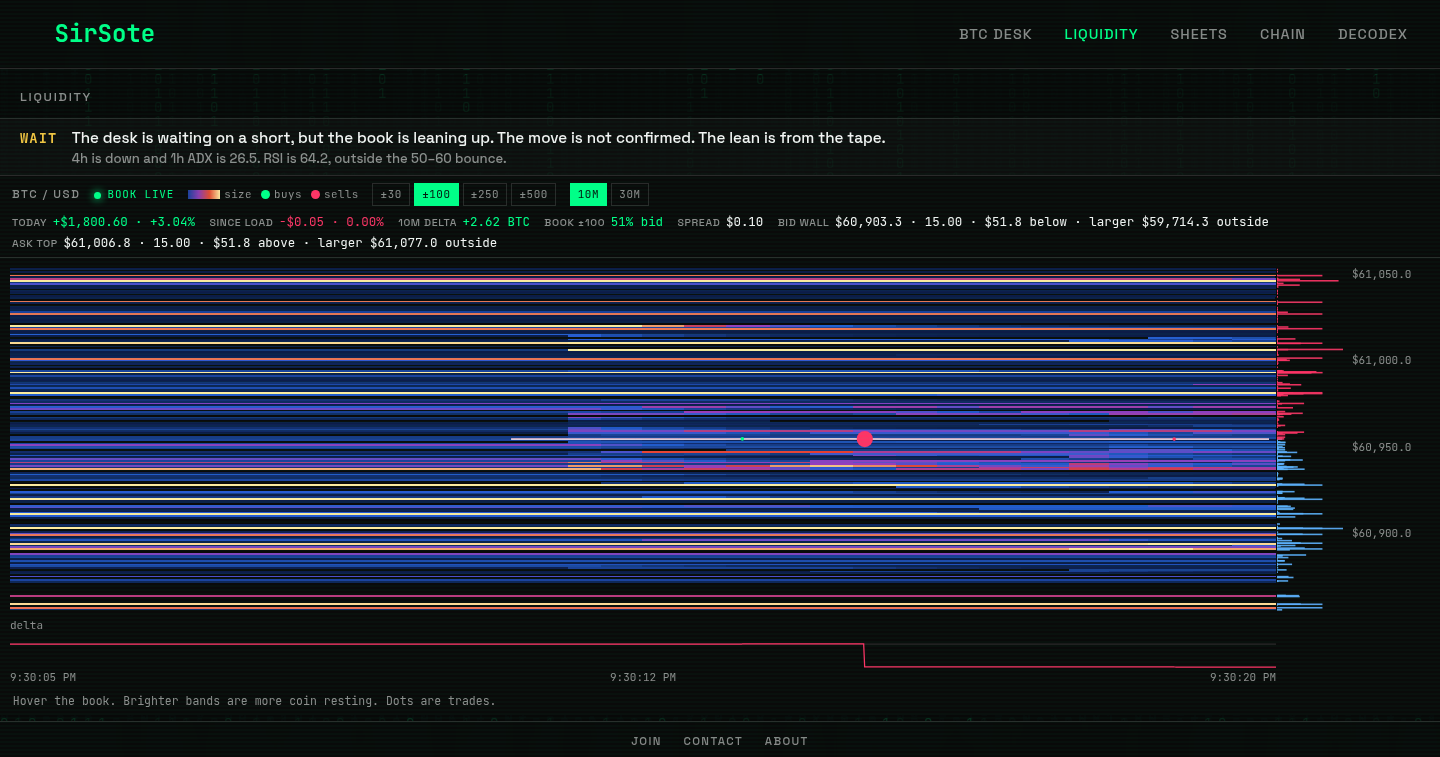 SirSote
BTC DESK LIQUIDITY SHEETS CHAIN DECODEX
LIQUIDITY
WAIT The desk is waiting on a short, but the book is leaning up. The move is not confirmed. The lean is from the tape.
4h is down and 1h ADX is 26.5. RSI is 64.2, outside the 50–60 bounce.
BTC / USD BOOK LIVE size buys sells ±30 ±100 ±250 ±500 10M 30M
TODAY +$1,800.60 · +3.04% SINCE LOAD -$0.05 · 0.00% 10M DELTA +2.62 BTC BOOK ±100 51% bid SPREAD $0.10 BID WALL $60,903.3 · 15.00 · $51.8 below · larger $59,714.3 outside
ASK TOP $61,006.8 · 15.00 · $51.8 above · larger $61,077.0 outside
$61,050.0
$61,000.0
$60,950.0
$60,900.0
delta
9:30:05 PM 9:30:12 PM 9:30:20 PM
Hover the book. Brighter bands are more coin resting. Dots are trades.
JOIN CONTACT ABOUT